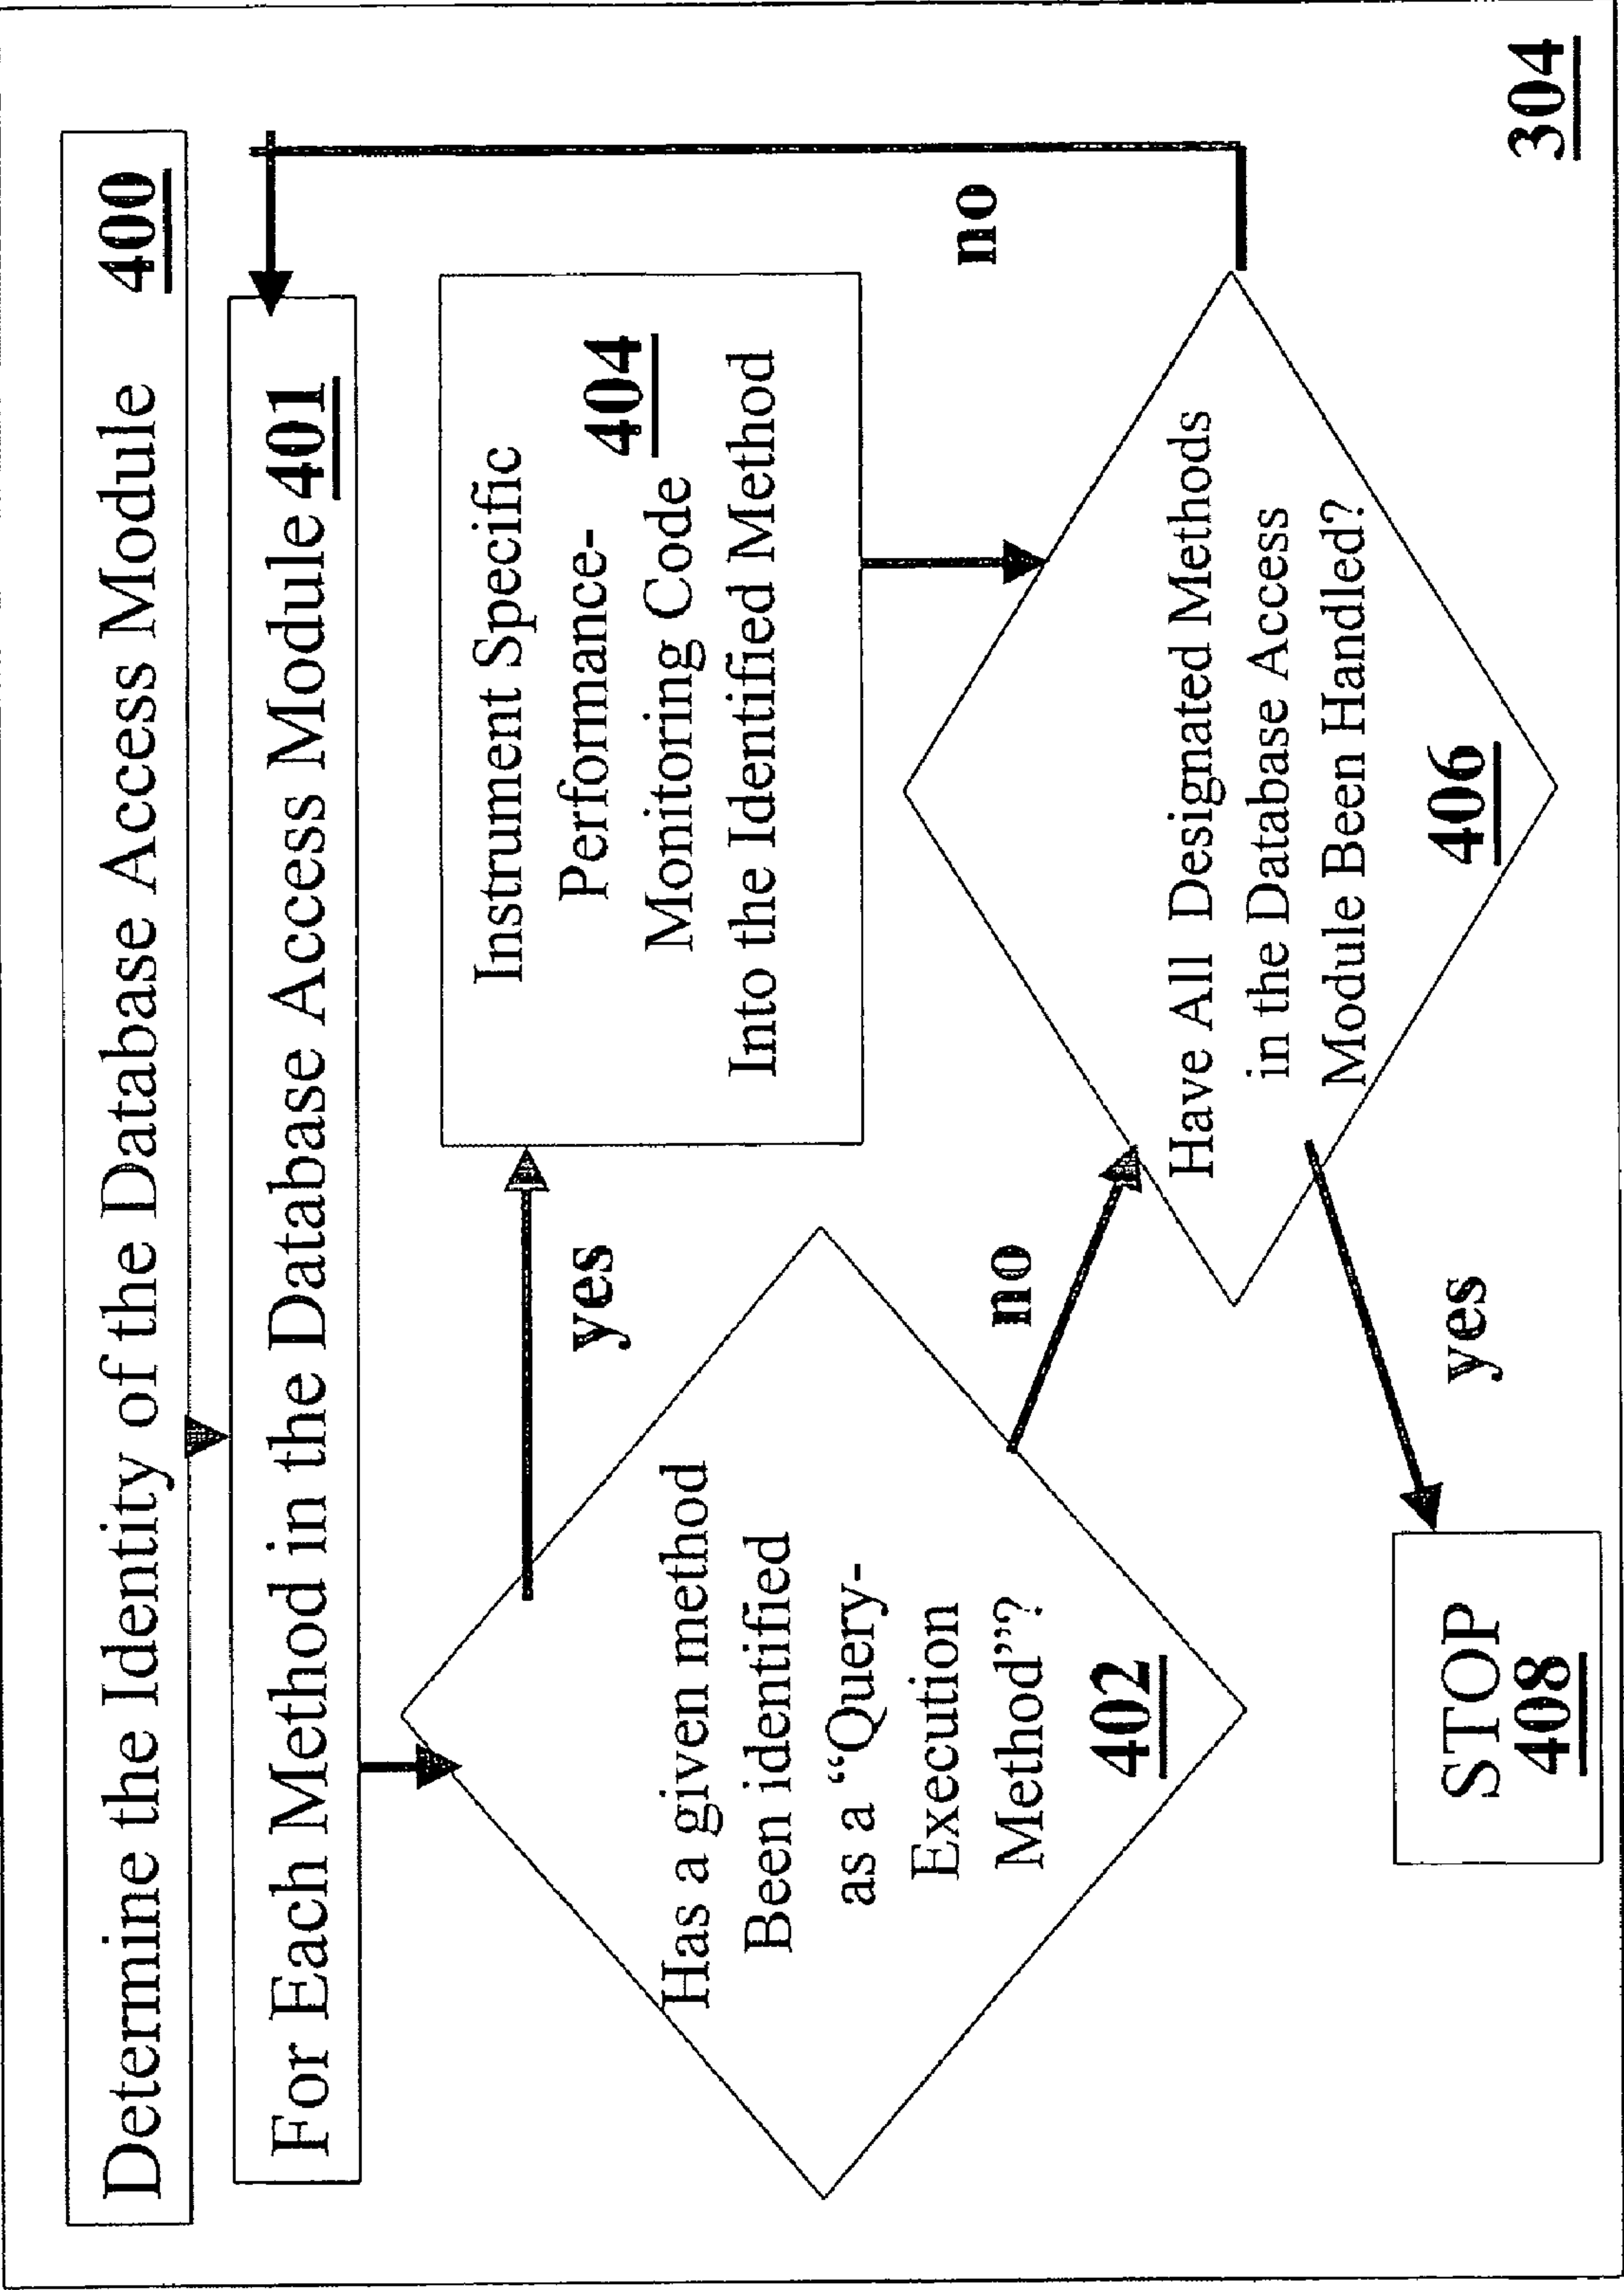 Determine the Identity of the Database Access Module 400
For Each Method in the Database Access Module 401
Has a given method
Been identified
as a “Query-
Execution
Method”?
402
yes
Instrument Specific
Performance-
404
Monitoring Code
Into the Identified Method
no
Have All Designated Methods
in the Database Access
Module Been Handled?
406
no
yes
STOP
408
304